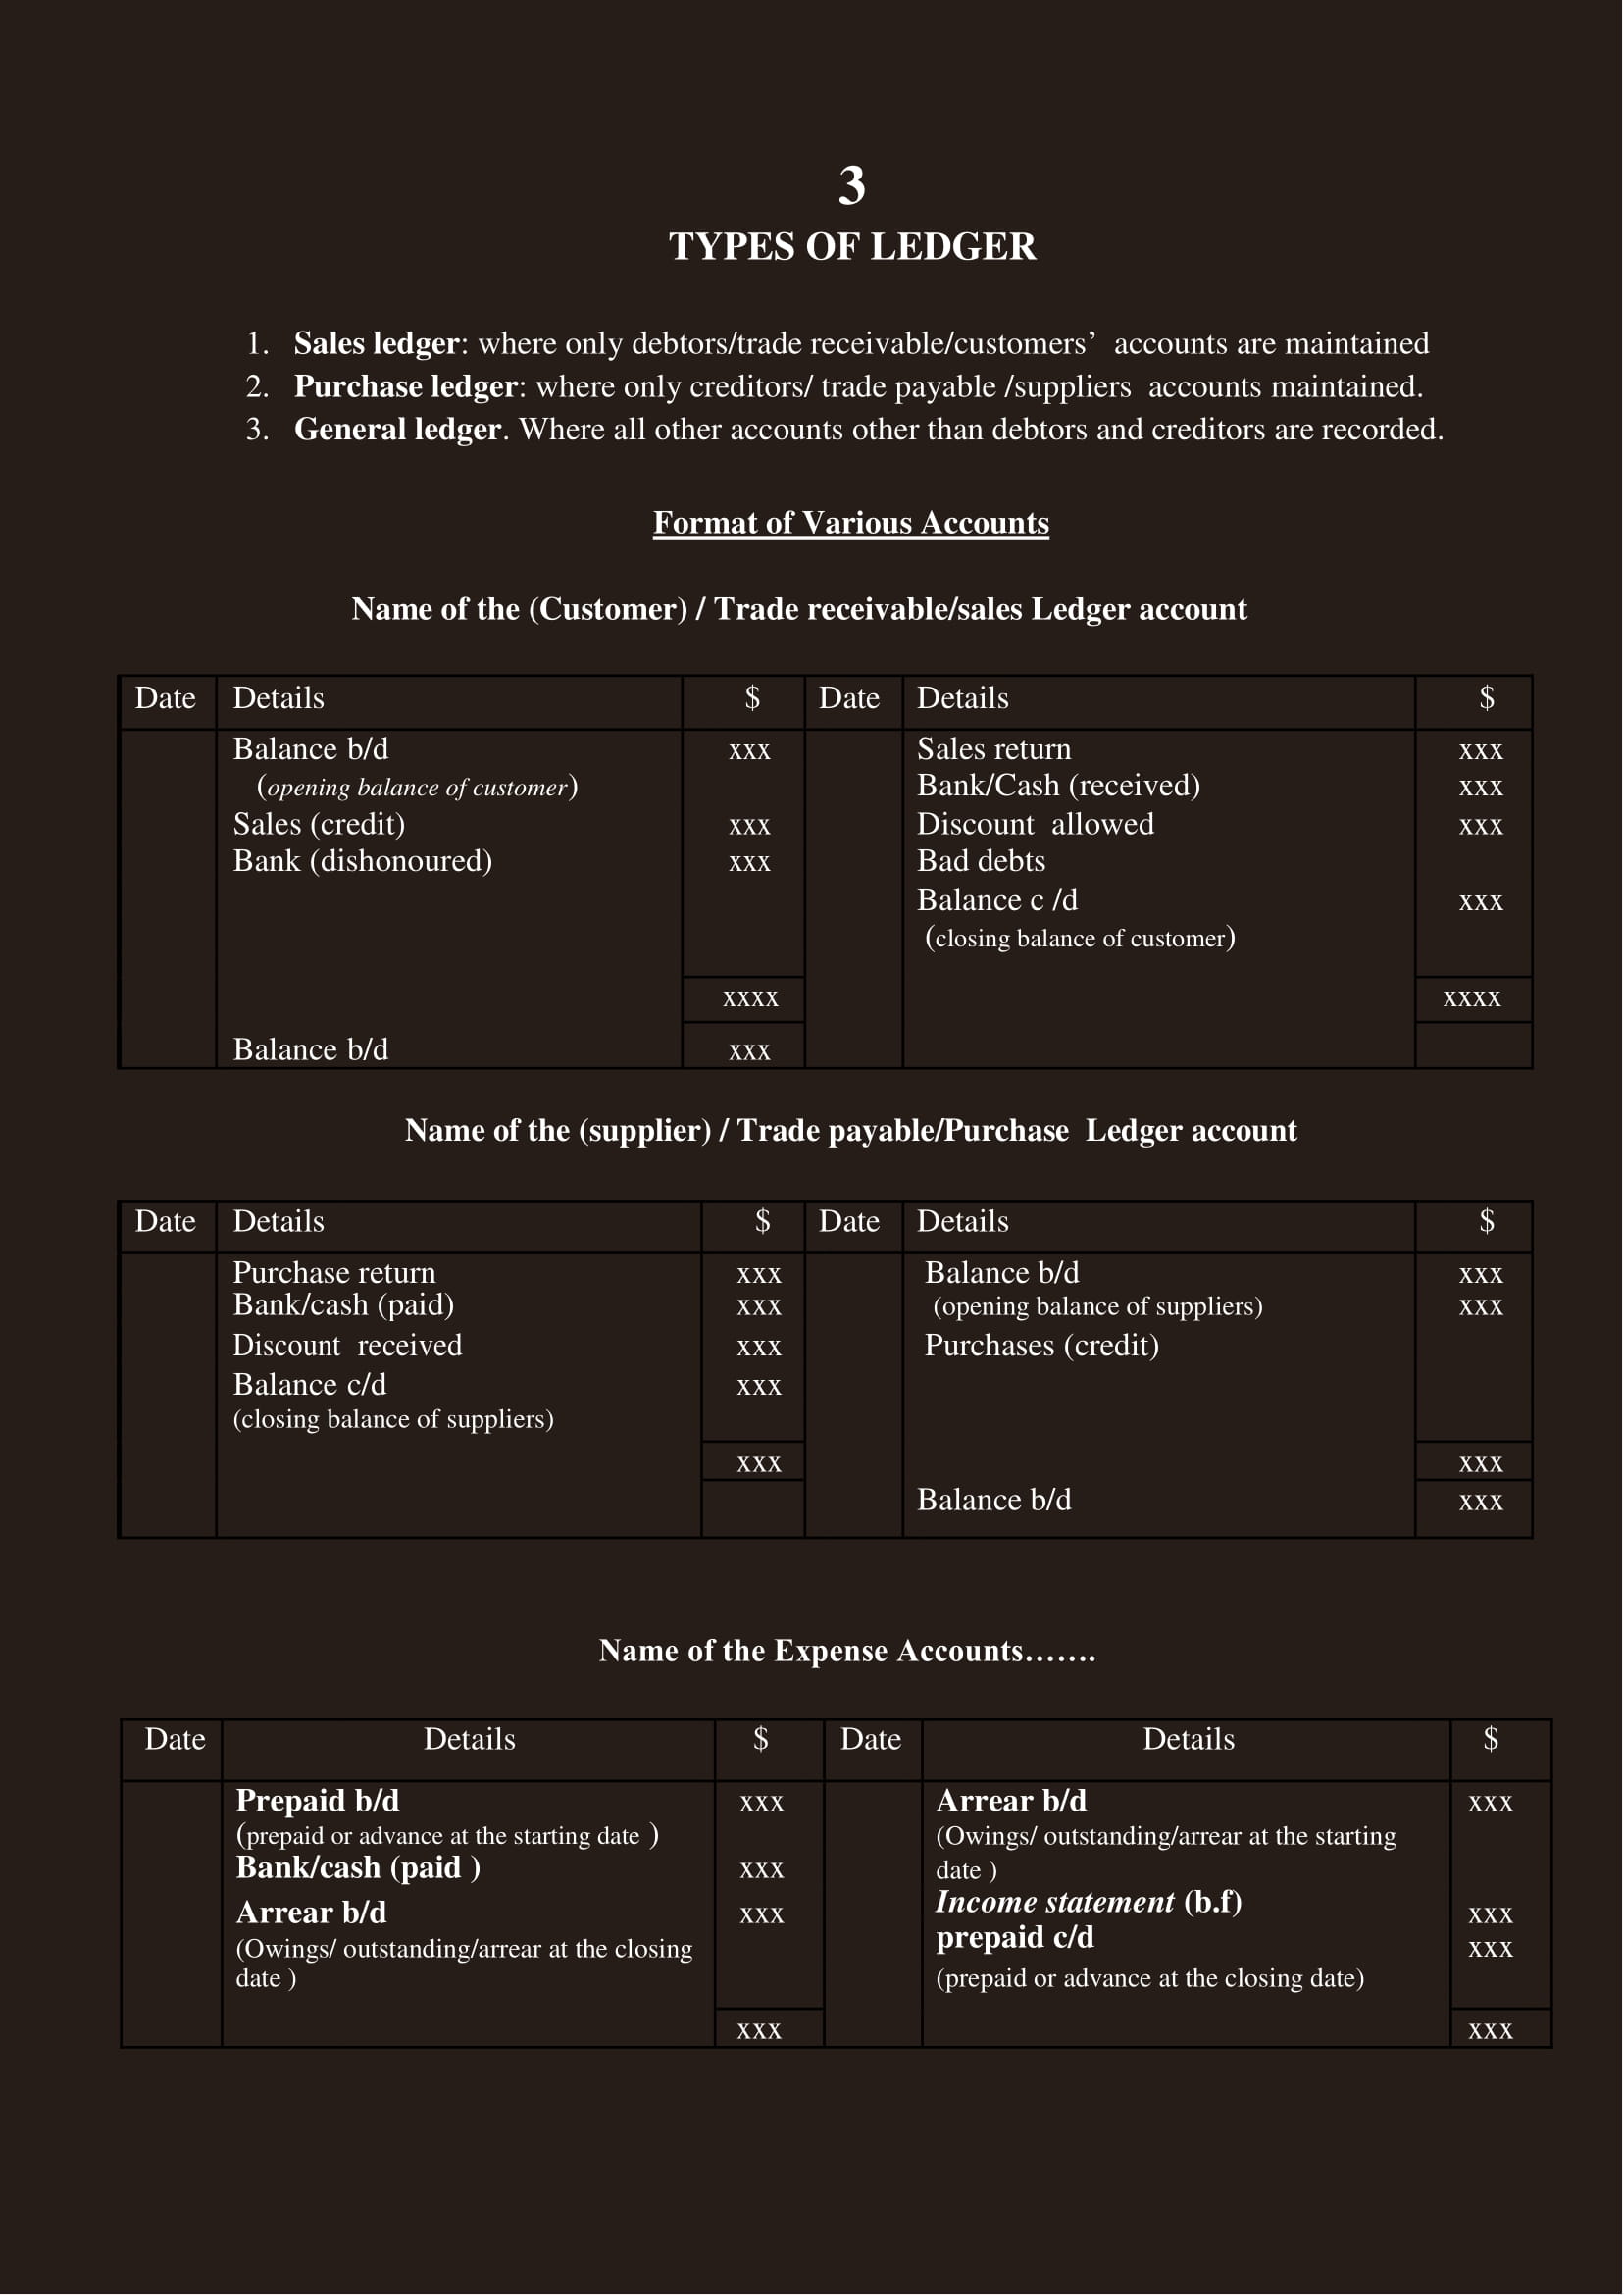 3
TYPES OF LEDGER
1. Sales ledger: where only debtors/trade receivable/customers’ accounts are maintained
2. Purchase ledger: where only creditors/ trade payable /suppliers accounts maintained.
3. General ledger. Where all other accounts other than debtors and creditors are recorded.
Format of Various Accounts
Name of the (Customer) / Trade receivable/sales Ledger account
Date Details $ Date Details $
Balance b/d xxx Sales return xxx
(opening balance of customer) Bank/Cash (received) xxx
Sales (credit) xxx Discount allowed xxx
Bank (dishonoured) xxx Bad debts
Balance c /d xxx
(closing balance of customer)
xxxx xxxx
Balance b/d xxx
Name of the (supplier) / Trade payable/Purchase Ledger account
Date Details $ Date Details $
Purchase return xxx Balance b/d xxx
Bank/cash (paid) xxx (opening balance of suppliers) xxx
Discount received xxx Purchases (credit)
Balance c/d xxx
(closing balance of suppliers)
xxx xxx
Balance b/d xxx
Name of the Expense Accounts…….
Date Details $ Date Details $
Prepaid b/d xxx Arrear b/d xxx
(prepaid or advance at the starting date ) (Owings/ outstanding/arrear at the starting
Bank/cash (paid ) xxx date )
Arrear b/d xxx Income statement (b.f) xxx
(Owings/ outstanding/arrear at the closing prepaid c/d xxx
date ) (prepaid or advance at the closing date)
xxx xxx